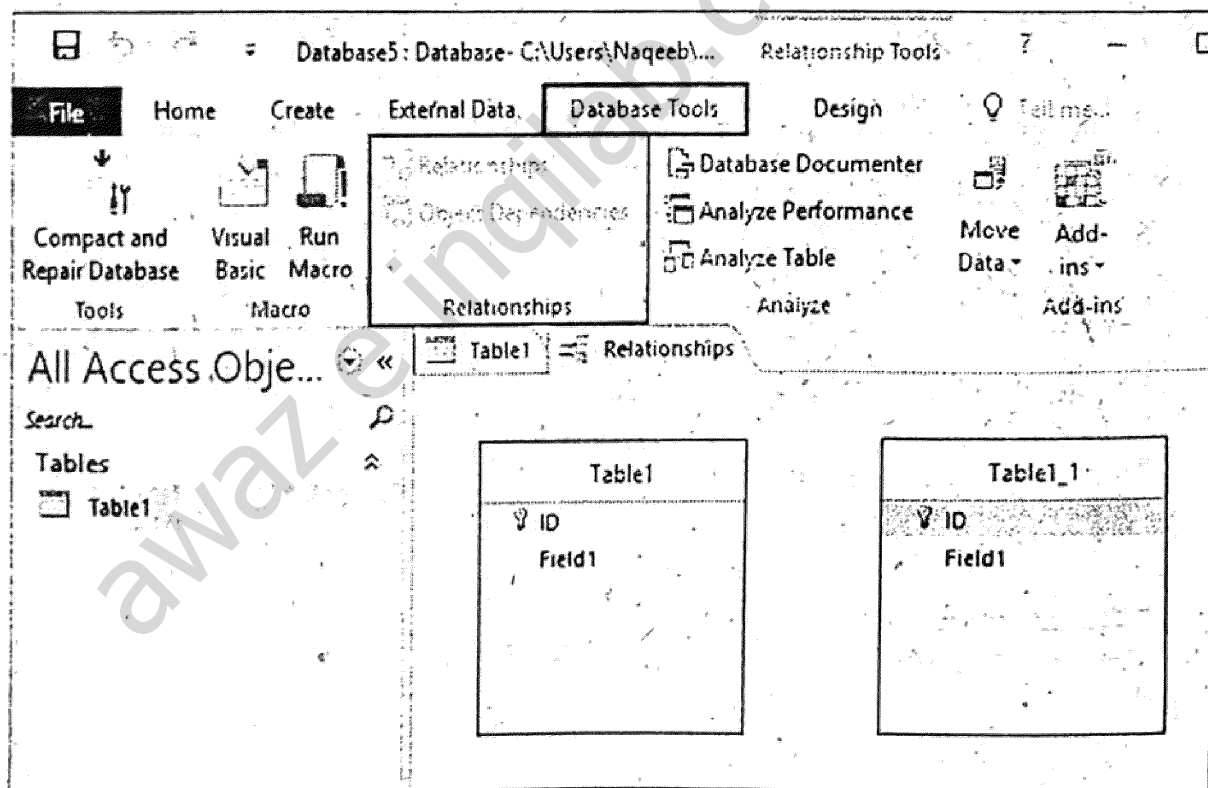 Database5 : Database- C:\Users\Naqeeb\... Relationship Tools ?
File Home Create External Data Database Tools Design Tell me...
Relationships
Object Dependencies
Database Documenter
Analyze Performance
Analyze Table
Compact and
Repair Database
Visual
Basic
Run
Macro
Move
Data
Add-
ins
Tools Macro Relationships Analyze Add-ins
All Access Obje... «
Table1 Relationships
Search...
Tables
Table1
Table1
ID
Field1
Table1_1
ID
Field1